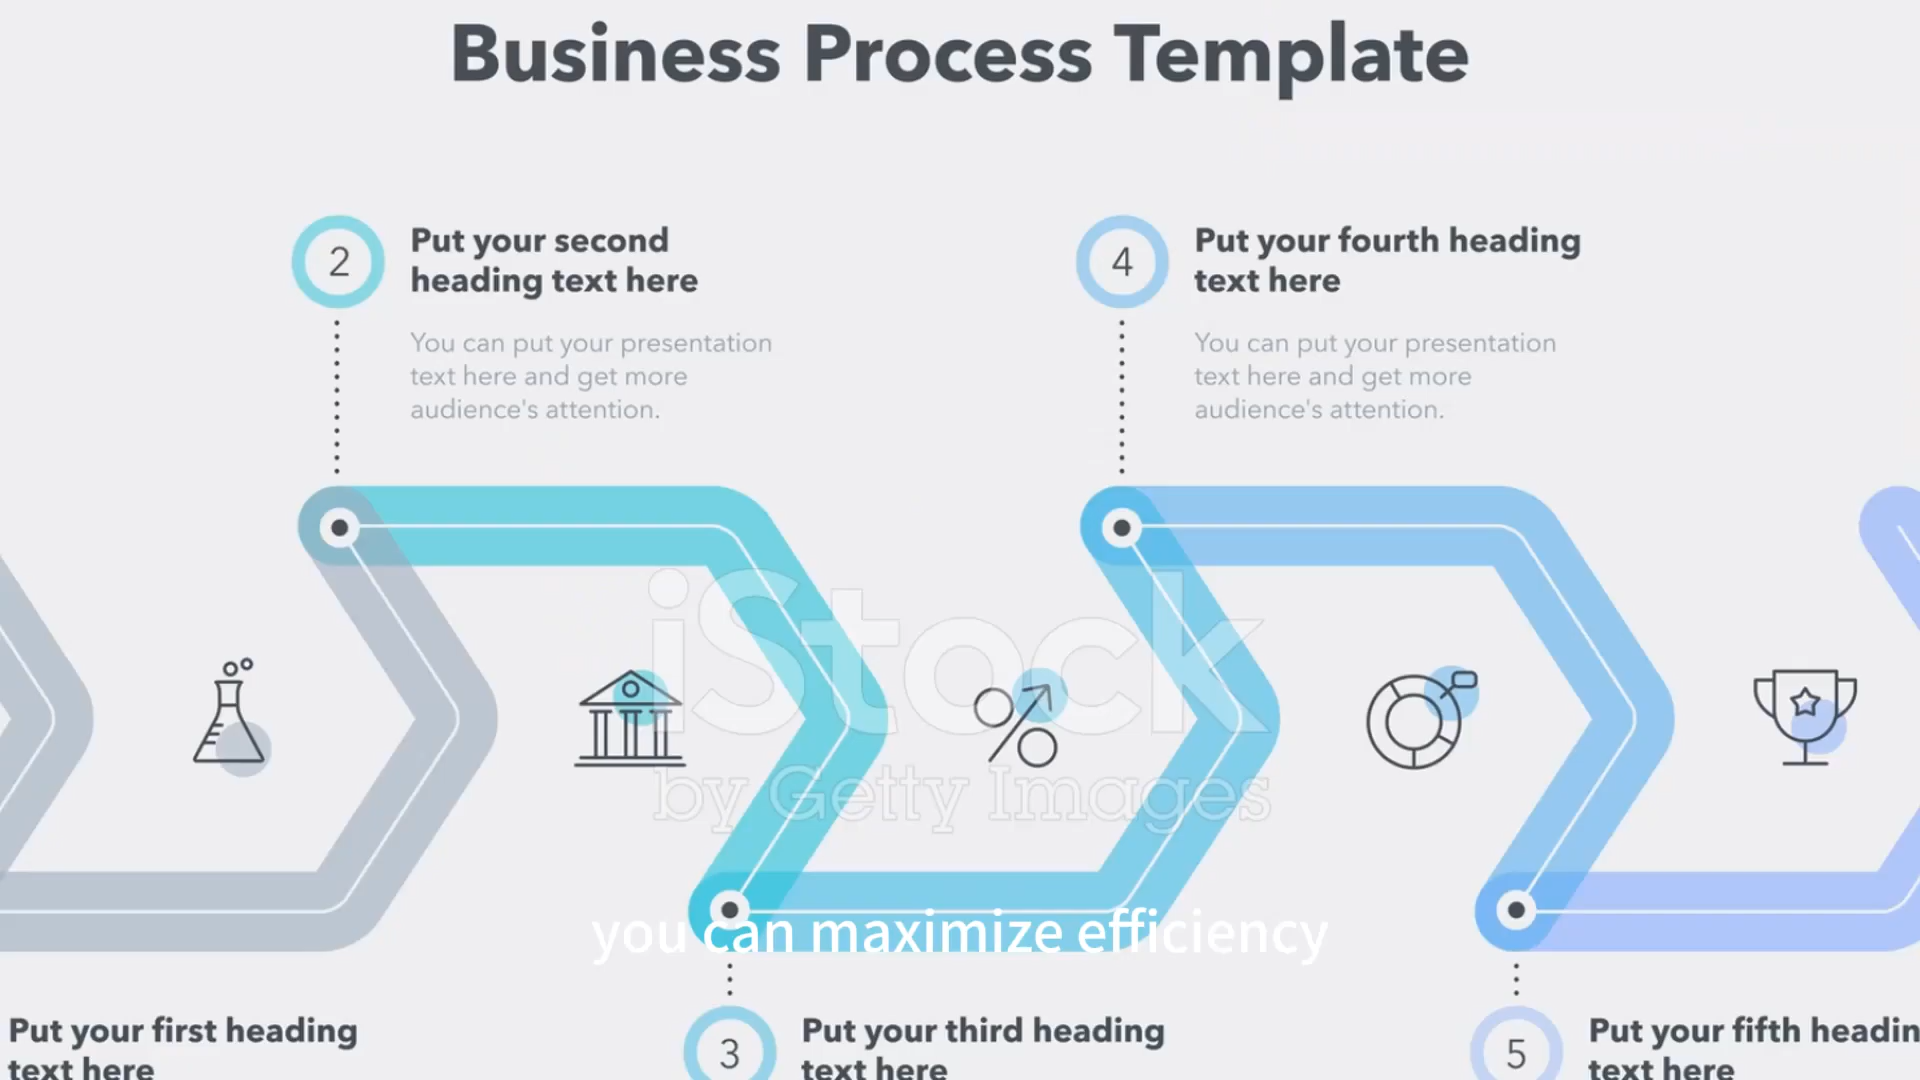 Business Process Template
2
Put your second
heading text here
You can put your presentation
text here and get more
audience's attention.
4
Put your fourth heading
text here
You can put your presentation
text here and get more
audience's attention.
iStock
by Getty Images
you can maximize efficiency
Put your first heading
text here
3
Put your third heading
text here
5
Put your fifth headin
text here